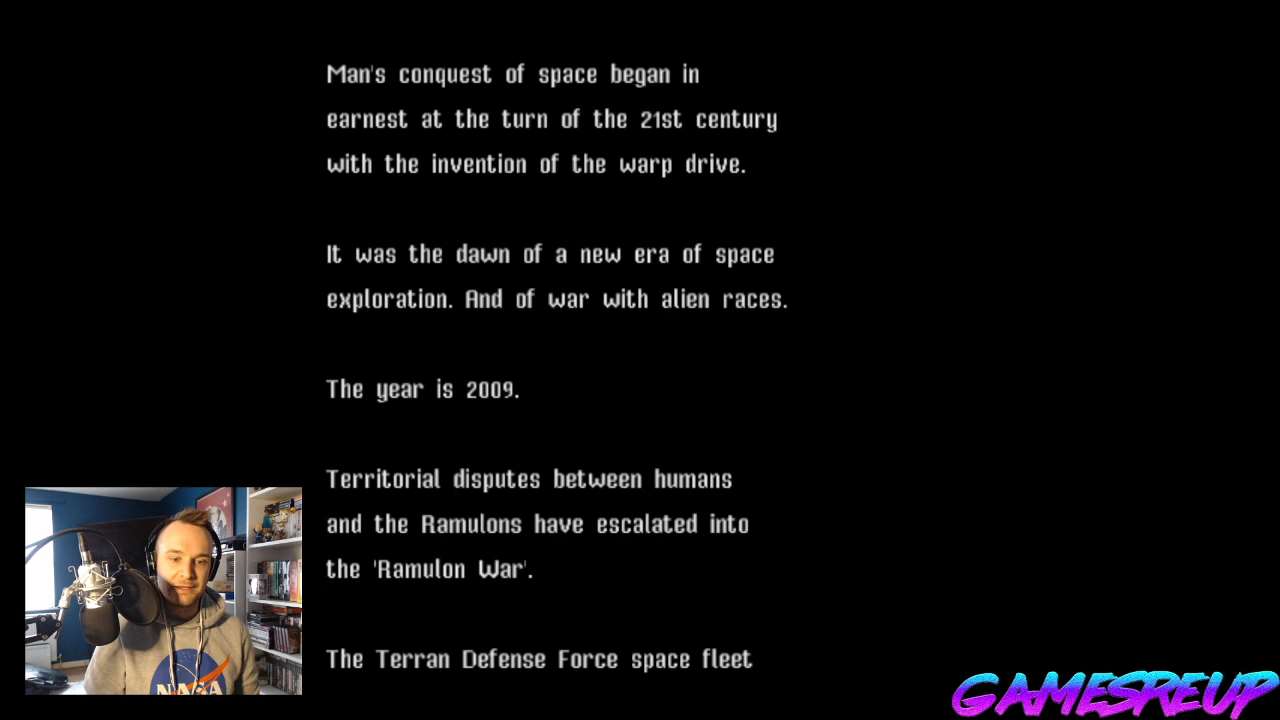 Man's conquest of space began in
earnest at the turn of the 21st century
with the invention of the warp drive.
It was the dawn of a new era of space
exploration. And of war with alien races.
The year is 2009.
Territorial disputes between humans
and the Ramulons have escalated into
the 'Ramulon War'.
The Terran Defense Force space fleet
NASA
GAMESREUP